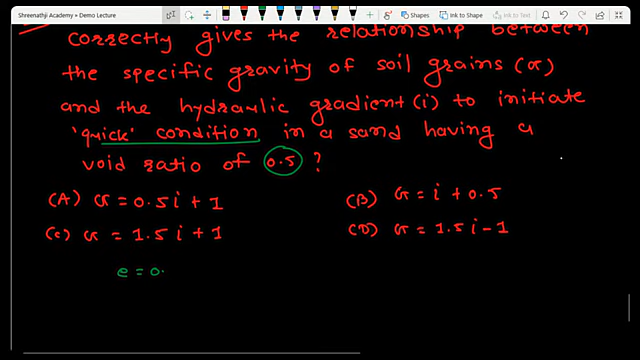 Shreenathji Academy • Demo Lecture
Shapes
Ink to Shape
Ink to Text
correctly gives the relationship between
the specific gravity of soil grains (G)
and the hydraulic gradient (i) to initiate
'quick' condition in a sand having a
void ratio of 0.5 ?
(A) G = 0.5 i + 1
(B) G = i + 0.5
(C) G = 1.5 i + 1
(D) G = 1.5 i - 1
e = 0.